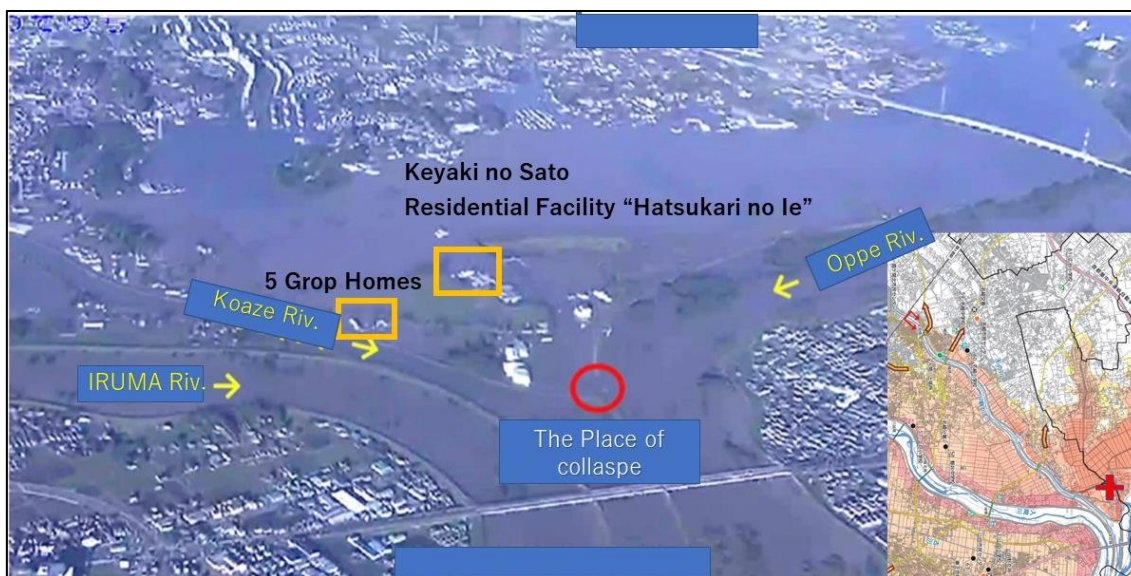 Keyaki no Sato
Residential Facility “Hatsukari no Ie”
Oppe Riv.
5 Grop Homes
Koaze Riv.
IRUMA Riv.
The Place of
collaspe